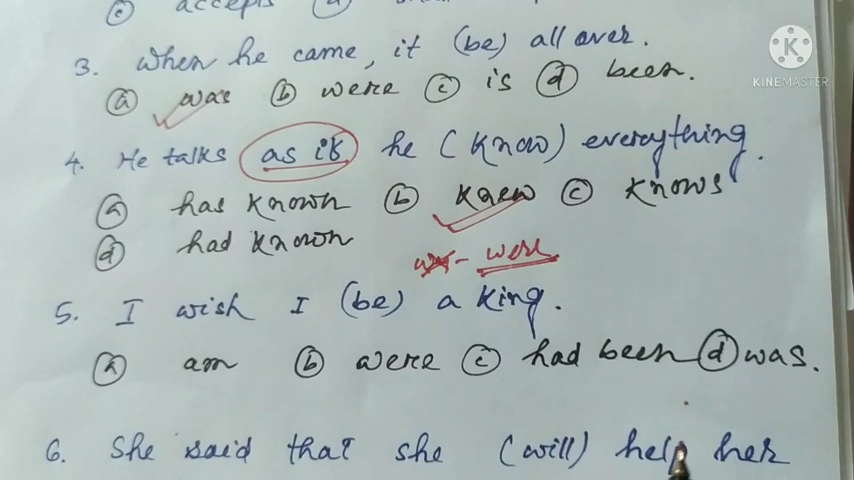 ⓒ accepts ⓓ
3. When he came, it (be) all over.
ⓐ was ⓑ were ⓒ is ⓓ been.
K
KINEMASTER
4. He talks as if he (know) everything.
ⓐ has known ⓑ knew ⓒ knows
ⓓ had known
was - were
5. I wish I (be) a king.
ⓐ am ⓑ were ⓒ had been ⓓ was.
6. She said that she (will) help her